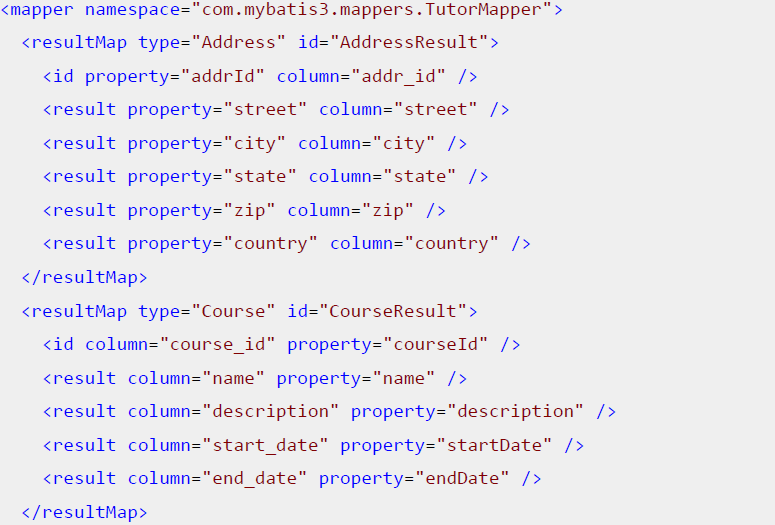 <mapper namespace="com.mybatis3.mappers.TutorMapper">
  <resultMap type="Address" id="AddressResult">
    <id property="addrId" column="addr_id" />
    <result property="street" column="street" />
    <result property="city" column="city" />
    <result property="state" column="state" />
    <result property="zip" column="zip" />
    <result property="country" column="country" />
  </resultMap>
  <resultMap type="Course" id="CourseResult">
    <id column="course_id" property="courseId" />
    <result column="name" property="name" />
    <result column="description" property="description" />
    <result column="start_date" property="startDate" />
    <result column="end_date" property="endDate" />
  </resultMap>